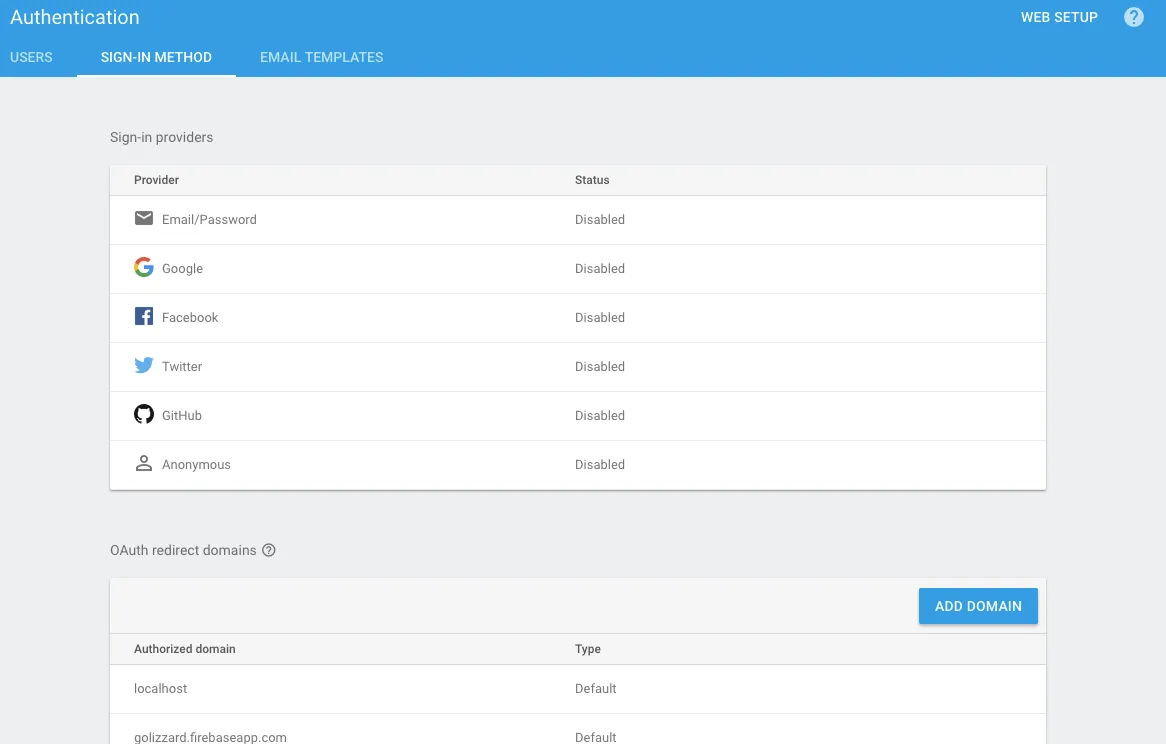 Authentication
WEB SETUP
USERS
SIGN-IN METHOD
EMAIL TEMPLATES
Sign-in providers
Provider Status
Email/Password Disabled
Google Disabled
Facebook Disabled
Twitter Disabled
GitHub Disabled
Anonymous Disabled
OAuth redirect domains
ADD DOMAIN
Authorized domain Type
localhost Default
golizzard.firebaseapp.com Default